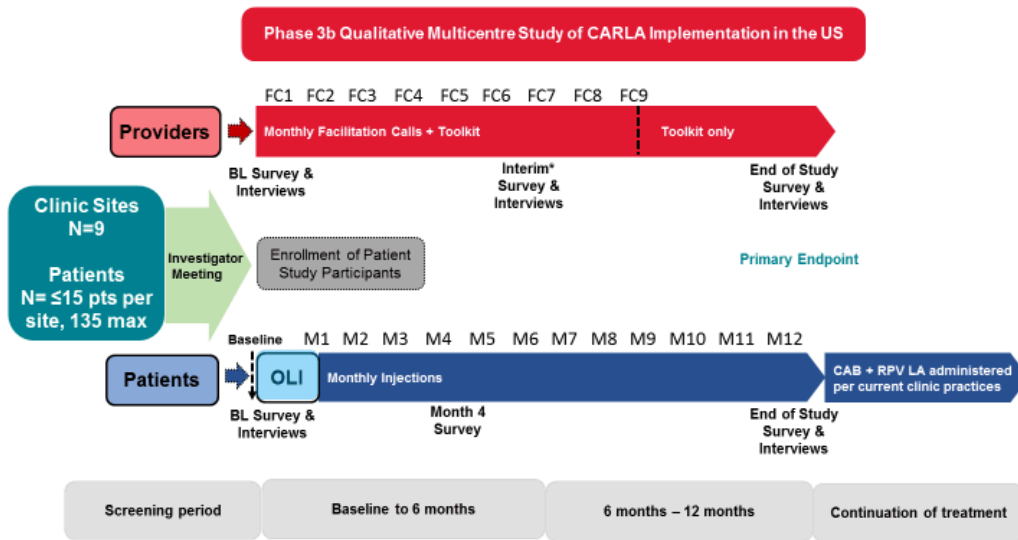 Phase 3b Qualitative Multicentre Study of CARLA Implementation in the US
FC1 FC2 FC3 FC4 FC5 FC6 FC7 FC8 FC9
Providers
Monthly Facilitation Calls + Toolkit
Toolkit only
BL Survey &
Interviews
Interim*
Survey &
Interviews
End of Study
Survey &
Interviews
Clinic Sites
N=9
Patients
N= ≤15 pts per
site, 135 max
Investigator
Meeting
Enrollment of Patient
Study Participants
Primary Endpoint
Baseline
M1 M2 M3 M4 M5 M6 M7 M8 M9 M10 M11 M12
Patients
OLI
Monthly Injections
CAB + RPV LA administered
per current clinic practices
BL Survey &
Interviews
Month 4
Survey
End of Study
Survey &
Interviews
Screening period
Baseline to 6 months
6 months – 12 months
Continuation of treatment